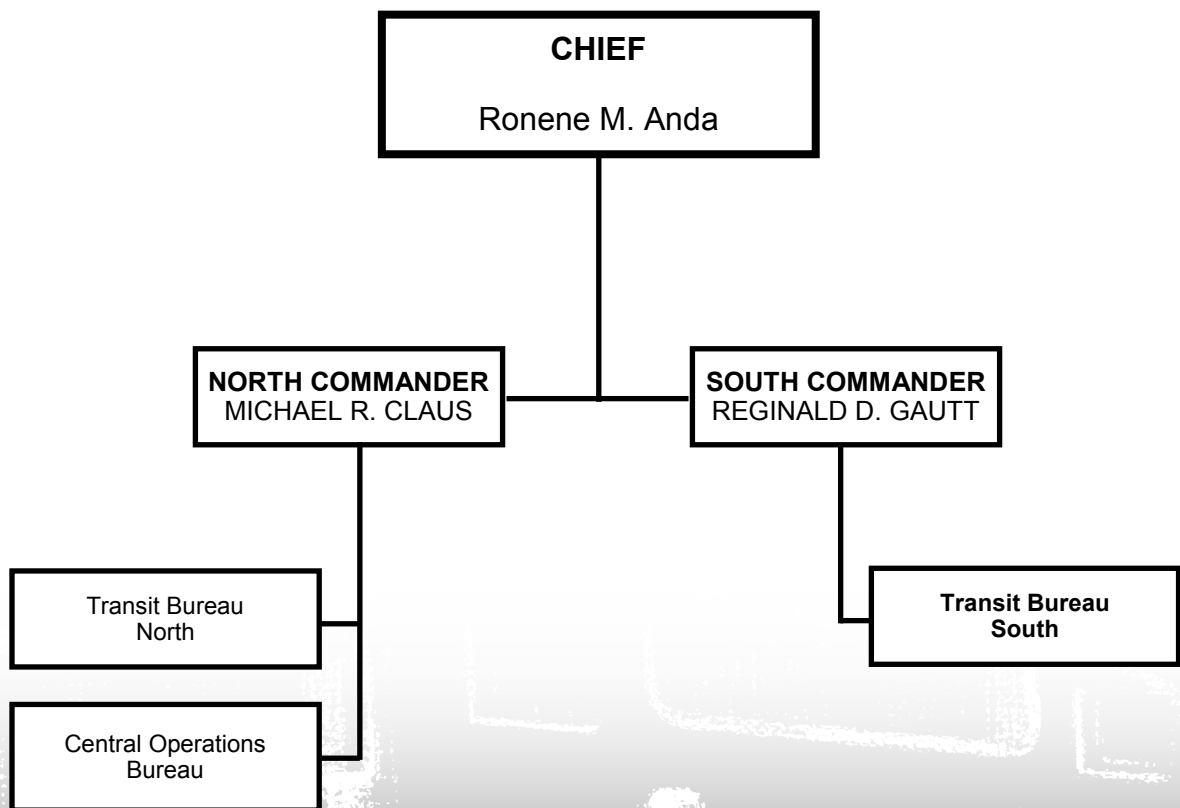 CHIEF
Ronene M. Anda
NORTH COMMANDER
MICHAEL R. CLAUS
SOUTH COMMANDER
REGINALD D. GAUTT
Transit Bureau
North
Transit Bureau
South
Central Operations
Bureau